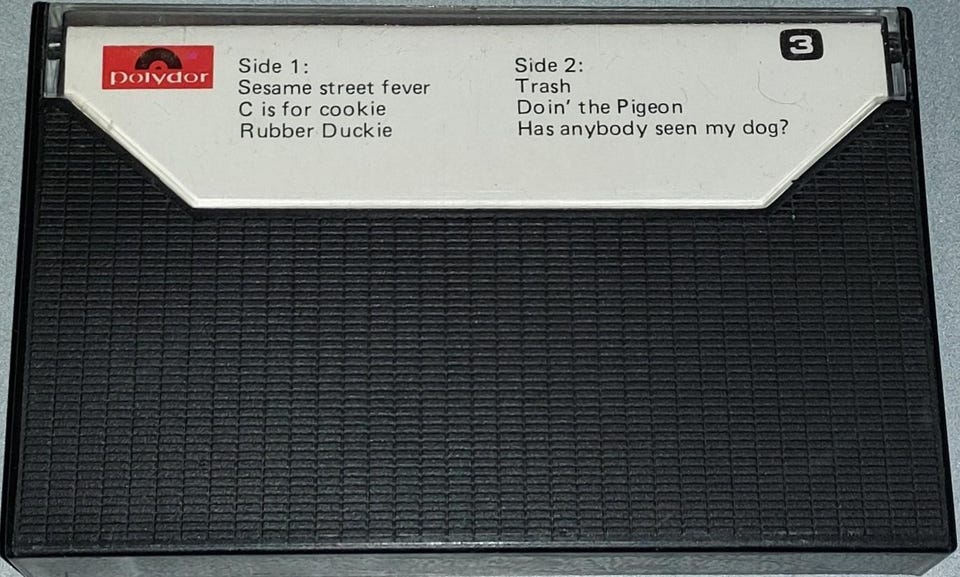 polydor
Side 1:
Sesame street fever
C is for cookie
Rubber Duckie
Side 2:
Trash
Doin' the Pigeon
Has anybody seen my dog?
3